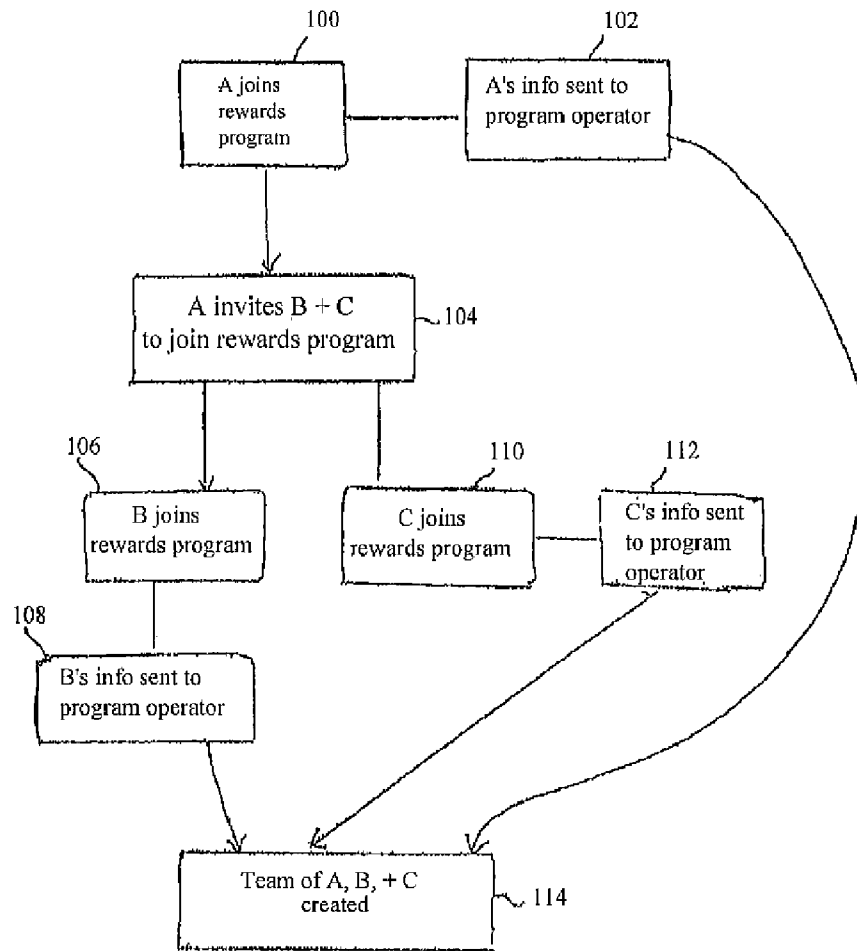 100
102
A joins
rewards
program
A's info sent to
program operator
A invites B + C
to join rewards program
104
106
110
112
B joins
rewards program
C joins
rewards program
C's info sent
to program
operator
108
B's info sent to
program operator
Team of A, B, + C
created
114